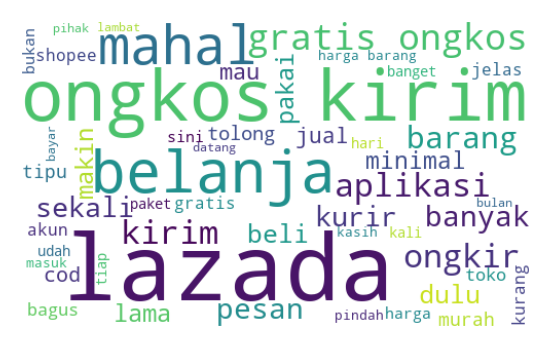 pihak lambat
bukan
mahal
gratis ongkos
shopee
mau
harga barang
banget
jelas
ongkos kirim
pakai
makin
sini
tolong
jual
hari
barang
bayar
datang
tipu
belanja
minimal
aplikasi
sekali
paket
gratis
kurir
banyak
bulan
akun
kirim
beli
kasih
kali
ongkir
udah
masuk
cod
tiap
lazada
toko
kurang
dulu
bagus
lama
pesan
pindah
harga
murah